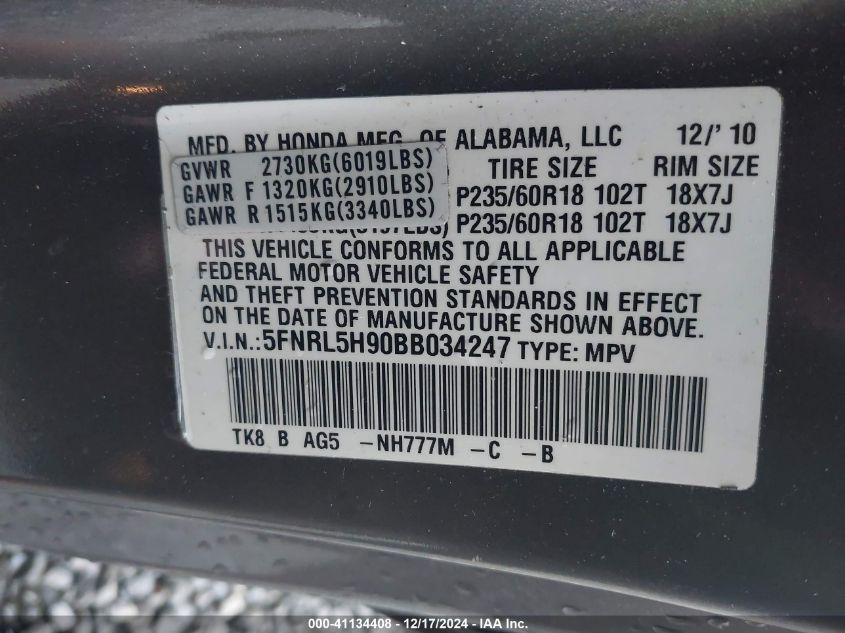 MFD. BY HONDA MFG. OF ALABAMA, LLC 12/'10
GVWR 2730KG(6019LBS) TIRE SIZE RIM SIZE
GAWR F 1320KG(2910LBS) P235/60R18 102T 18X7J
GAWR R 1515KG(3340LBS) P235/60R18 102T 18X7J
THIS VEHICLE CONFORMS TO ALL APPLICABLE
FEDERAL MOTOR VEHICLE SAFETY
AND THEFT PREVENTION STANDARDS IN EFFECT
ON THE DATE OF MANUFACTURE SHOWN ABOVE.
V.I.N.:5FNRL5H90BB034247 TYPE: MPV
TK8 B AG5 -NH777M -C -B
000-41134408 - 12/17/2024 - IAAI, Inc.